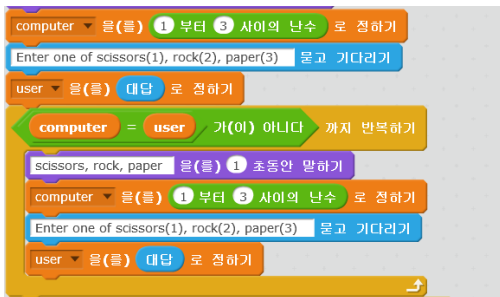 computer 을(를) 1 부터 3 사이의 난수 로 정하기
Enter one of scissors(1), rock(2), paper(3) 묻고 기다리기
user 을(를) 대답 로 정하기
computer = user 가(이) 아니다 까지 반복하기
scissors, rock, paper 을(를) 1 초동안 말하기
computer 을(를) 1 부터 3 사이의 난수 로 정하기
Enter one of scissors(1), rock(2), paper(3) 묻고 기다리기
user 을(를) 대답 로 정하기